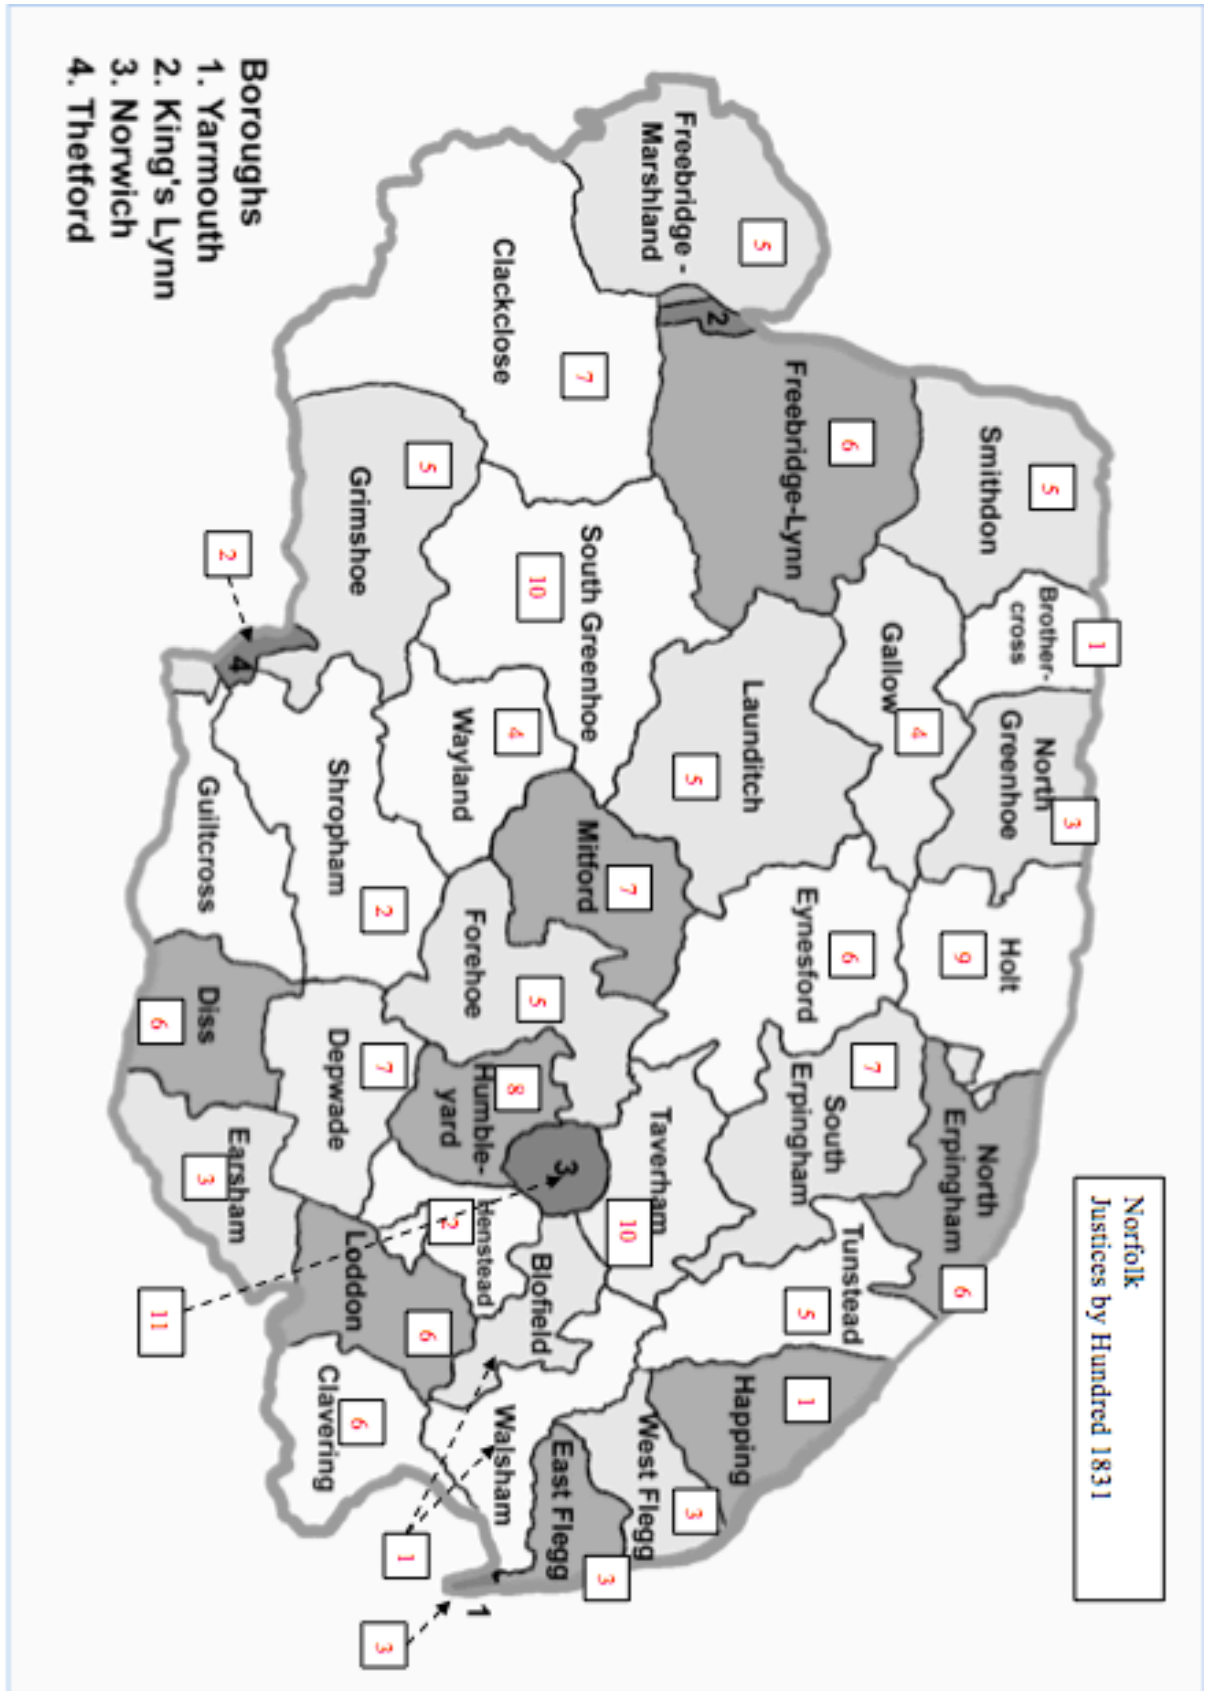 Norfolk
Justices by Hundred 1831
5
Smithdon
1
Brother-
cross
3
North
Greenhoe
9
Holt
6
North
Erpingham
4
Gallow
6
Eynesford
7
South
Erpingham
5
Tunstead
1
Happing
5
Freebridge -
Marshland
2
6
Freebridge-Lynn
Launditch
5
10
Taverham
3
West Flegg
7
Clackclose
10
South Greenhoe
7
Mitford
5
Forehoe
8
Humble-
yard
3
2
Henstead
Blofield
Walsham
3
East Flegg
1
4
Wayland
5
Grimshoe
2
4
Shropham
2
Guiltcross
7
Depwade
6
Diss
Earsham
3
6
Loddon
6
Clavering
11
1
3
Boroughs
1. Yarmouth
2. King's Lynn
3. Norwich
4. Thetford